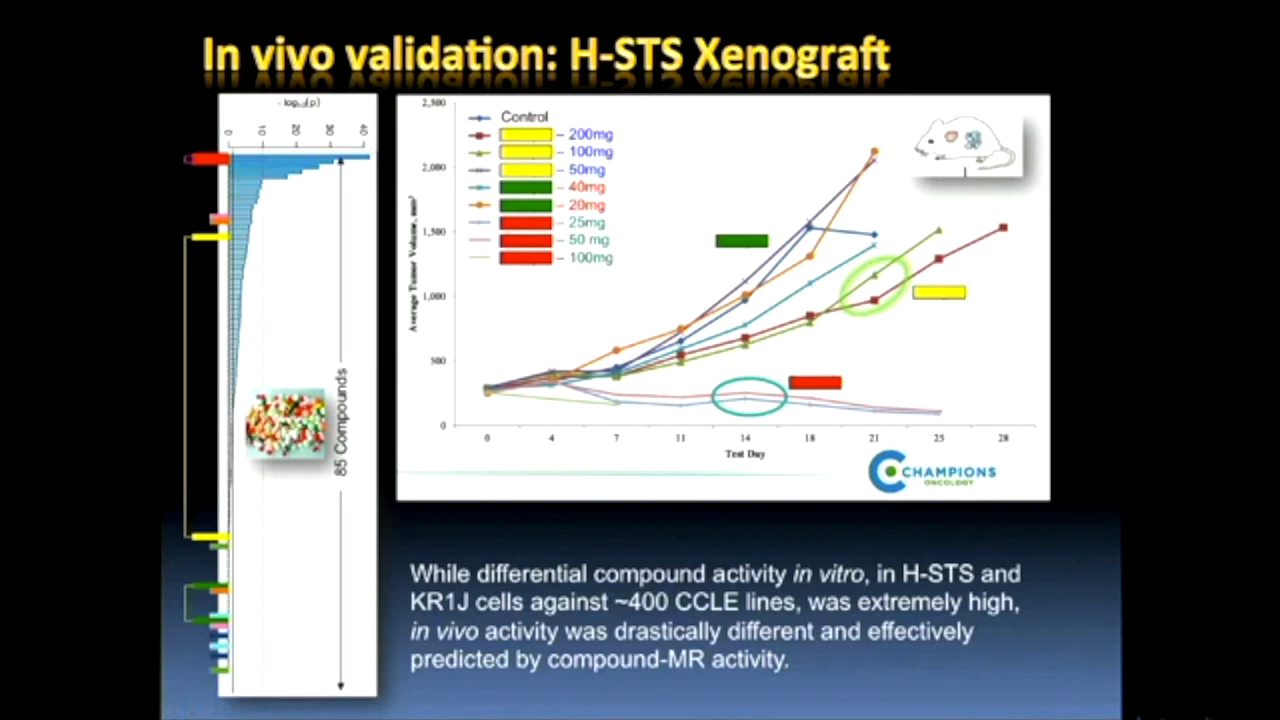 In vivo validation: H-STS Xenograft
- log₁₀(p)
0 10 20 30 40
85 Compounds
2,500
2,000
1,500
1,000
500
0
Average Tumor Volume, mm³
Control
– 200mg
– 100mg
– 50mg
– 40mg
– 20mg
– 25mg
– 50 mg
– 100mg
0 4 7 11 14 18 21 25 28
Test Day
CHAMPIONS
ONCOLOGY
While differential compound activity in vitro, in H-STS and
KR1J cells against ~400 CCLE lines, was extremely high,
in vivo activity was drastically different and effectively
predicted by compound-MR activity.